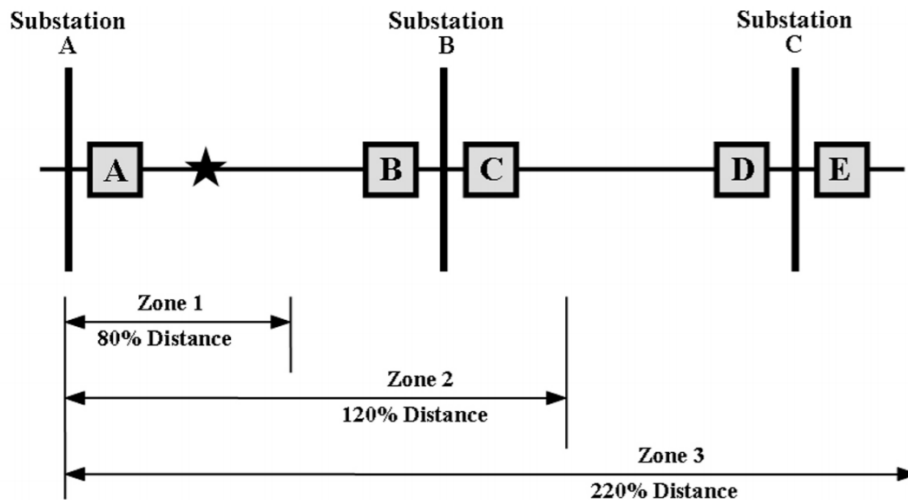 Substation
A
Substation
B
Substation
C
A
B
C
D
E
Zone 1
80% Distance
Zone 2
120% Distance
Zone 3
220% Distance